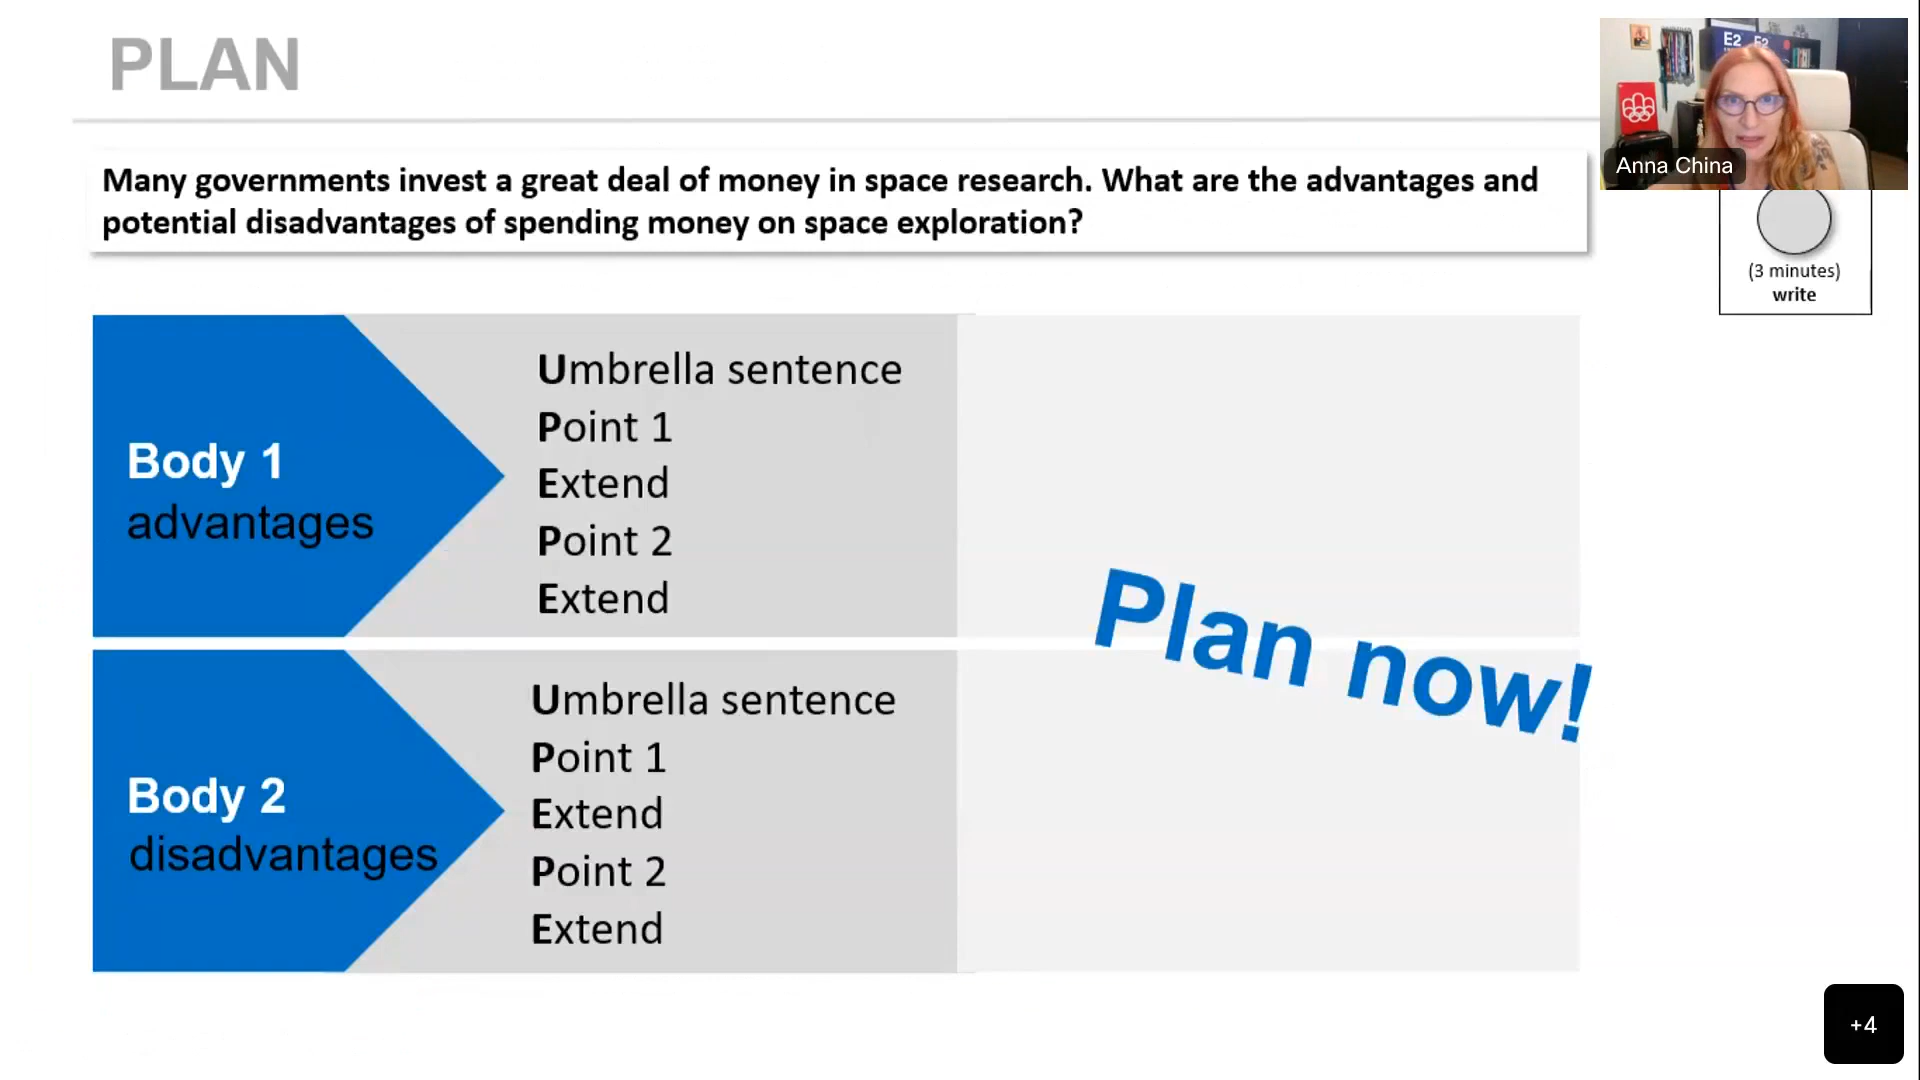 PLAN
E2 E2
Anna China
Many governments invest a great deal of money in space research. What are the advantages and
potential disadvantages of spending money on space exploration?
(3 minutes)
write
Body 1
advantages
Umbrella sentence
Point 1
Extend
Point 2
Extend
Plan now!
Body 2
disadvantages
Umbrella sentence
Point 1
Extend
Point 2
Extend
+4